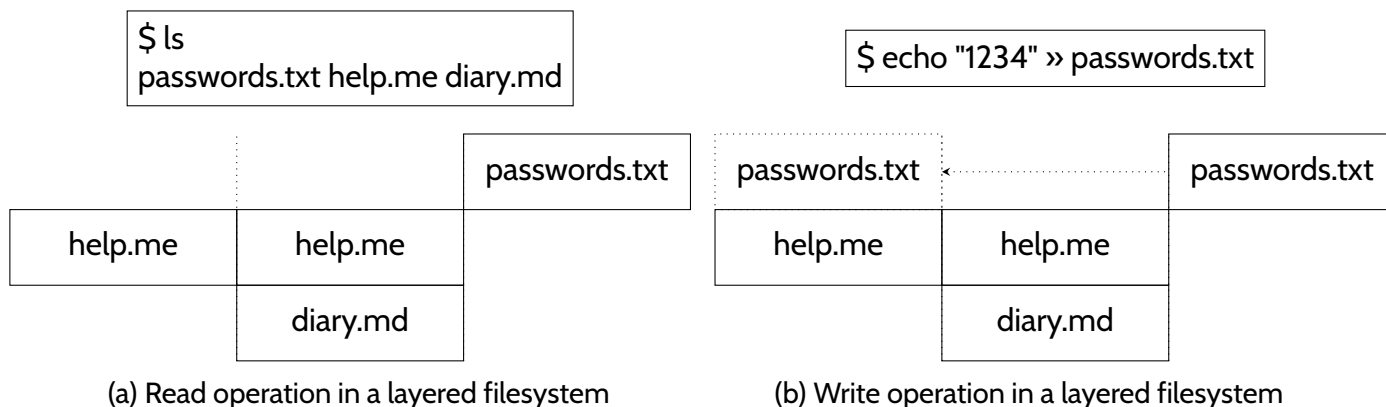 $ ls
passwords.txt help.me diary.md
passwords.txt
help.me
help.me
diary.md
(a) Read operation in a layered filesystem
$ echo "1234" » passwords.txt
passwords.txt
passwords.txt
help.me
help.me
diary.md
(b) Write operation in a layered filesystem